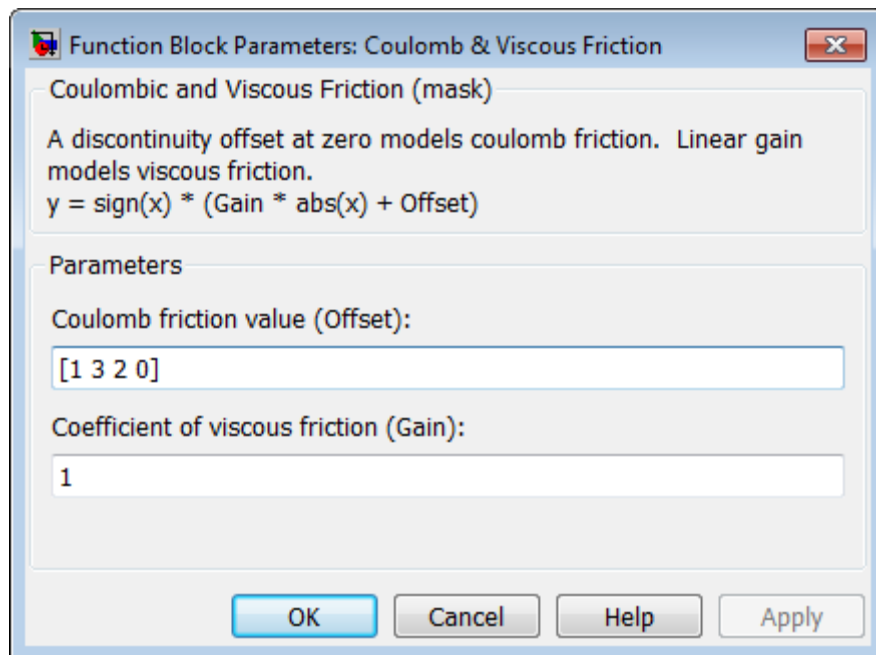 Function Block Parameters: Coulomb & Viscous Friction
Coulombic and Viscous Friction (mask)
A discontinuity offset at zero models coulomb friction.  Linear gain
models viscous friction.
y = sign(x) * (Gain * abs(x) + Offset)
Parameters
Coulomb friction value (Offset):
[1 3 2 0]
Coefficient of viscous friction (Gain):
1
OK Cancel Help Apply